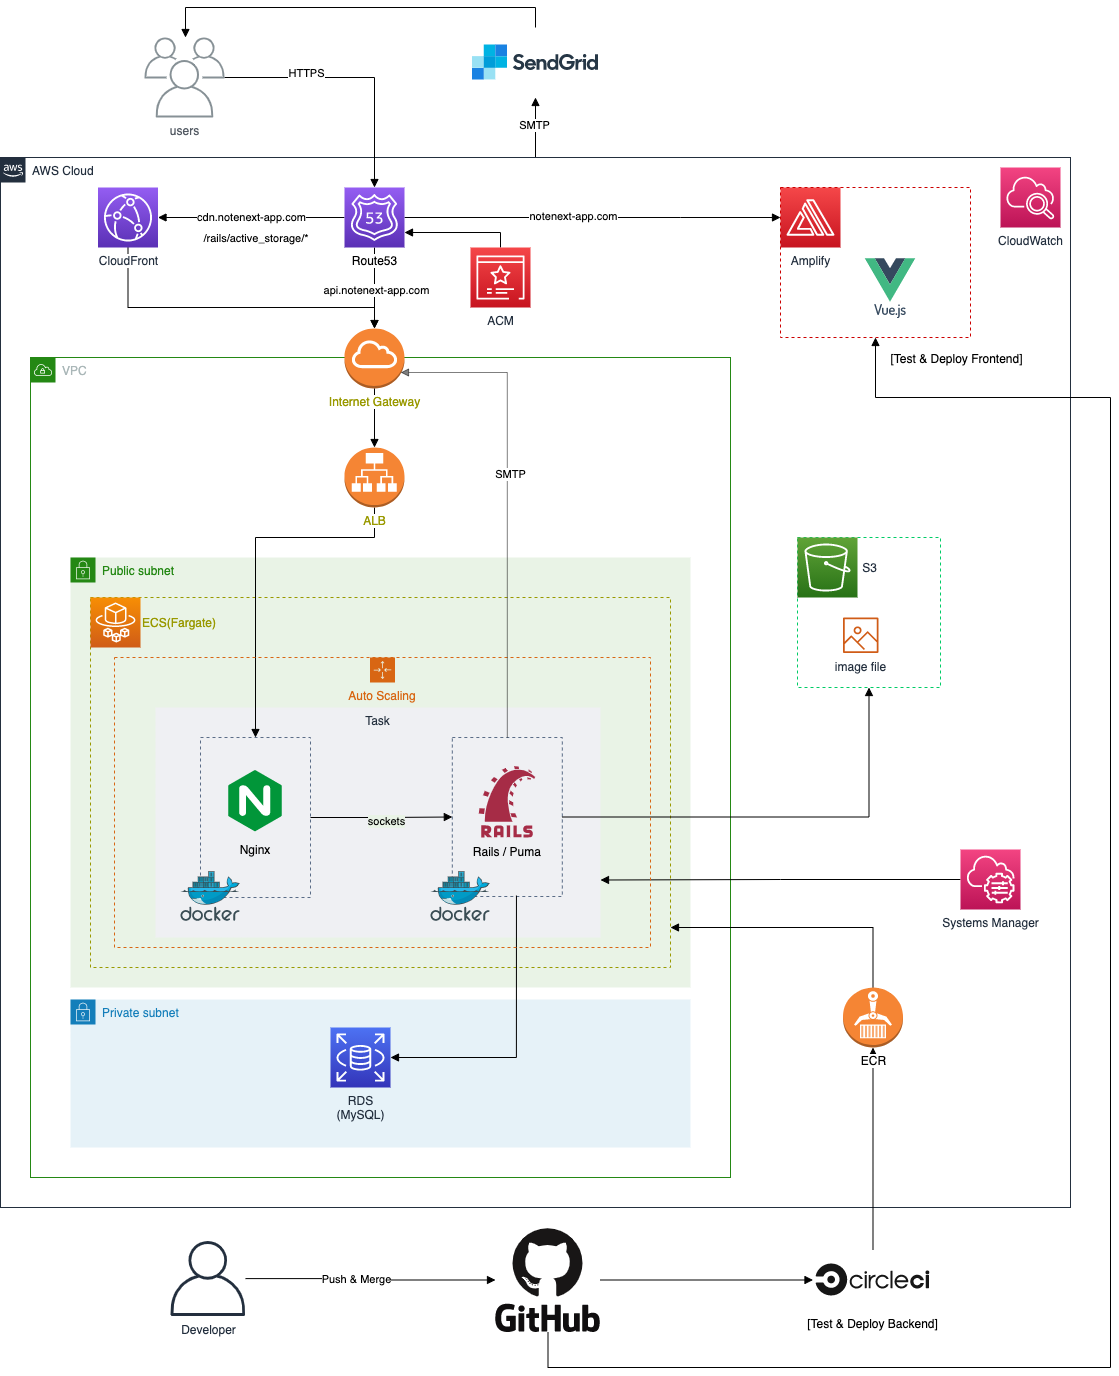 SendGrid
HTTPS
users
SMTP
aws
AWS Cloud
53
cdn.notenext-app.com
notenext-app.com
/rails/active_storage/*
CloudFront
Route53
Amplify
CloudWatch
api.notenext-app.com
Vue.js
ACM
[Test & Deploy Frontend]
VPC
Internet Gateway
SMTP
ALB
Public subnet
S3
ECS(Fargate)
image file
Auto Scaling
Task
N
RAILS
sockets
Nginx
Rails / Puma
docker
docker
Systems Manager
Private subnet
ECR
RDS
(MySQL)
Push & Merge
circleci
GitHub
Developer
[Test & Deploy Backend]